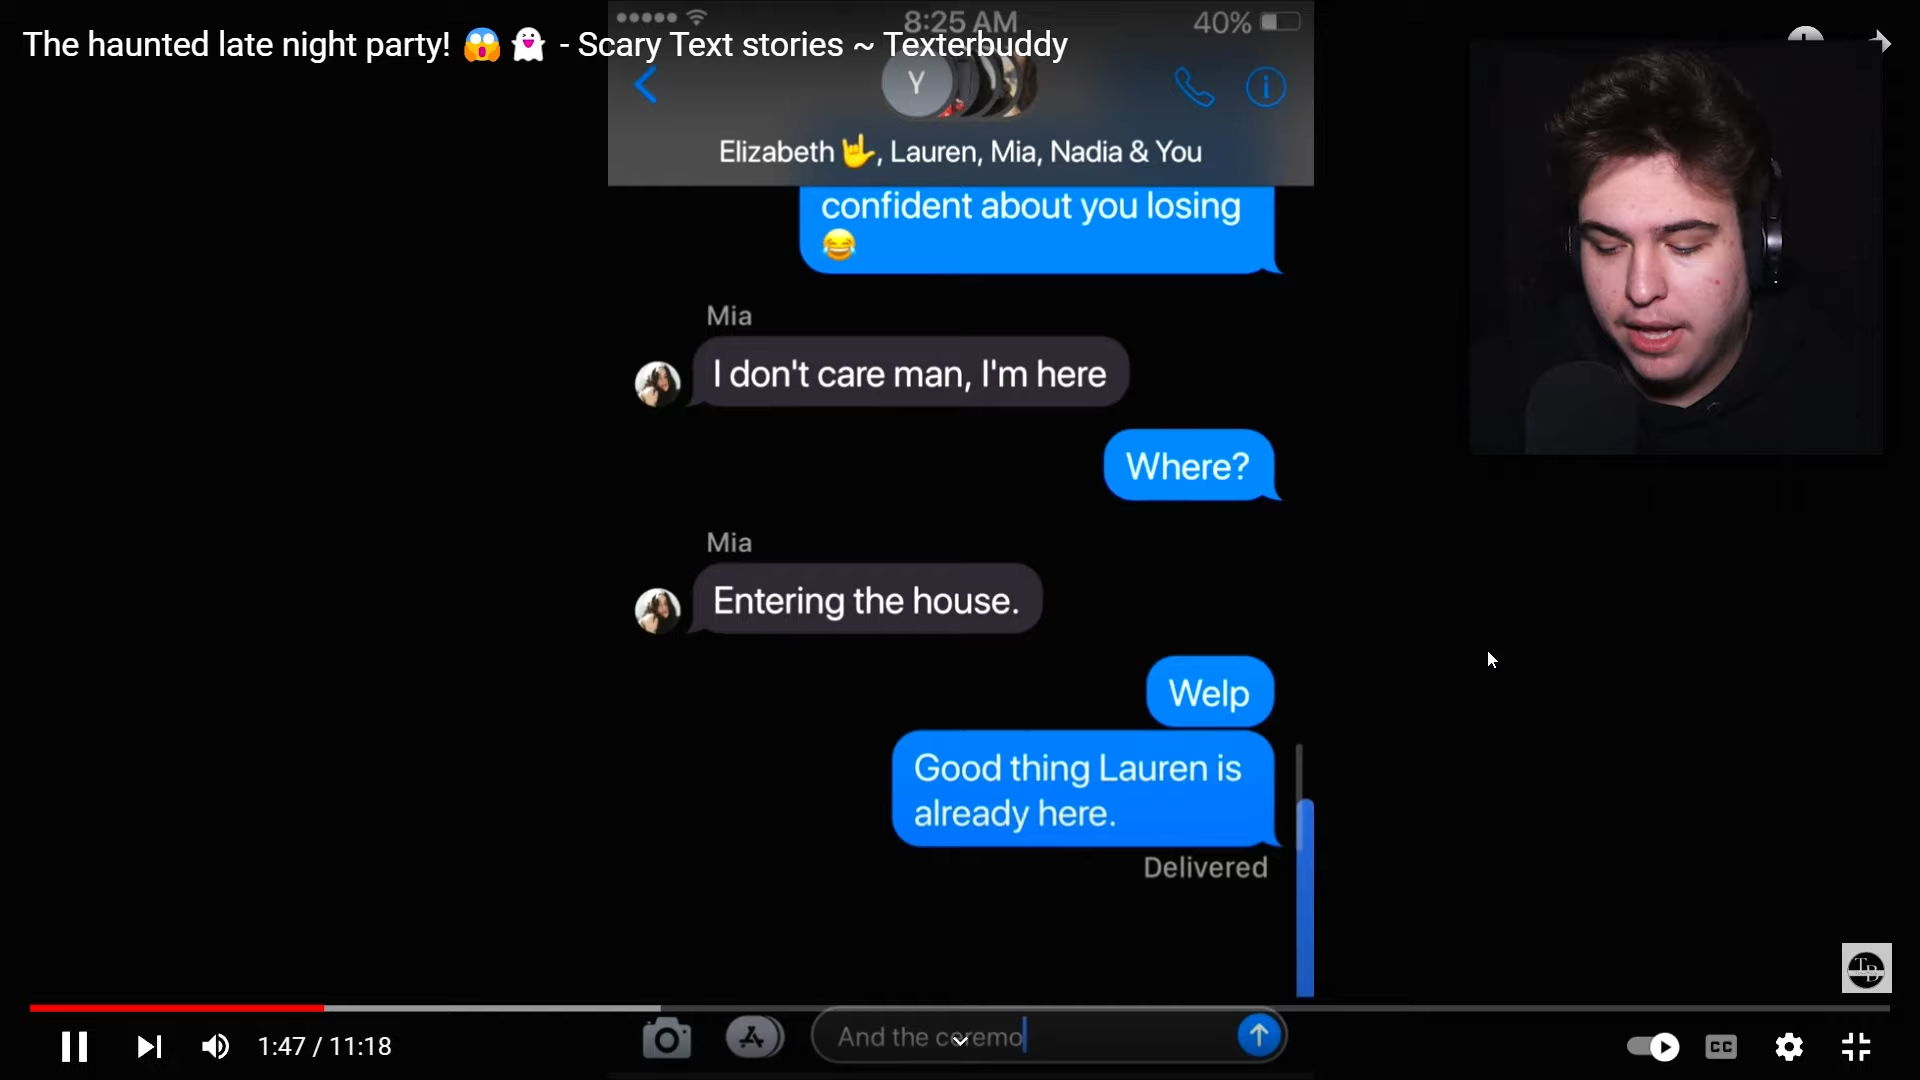 8:25 AM
40%
The haunted late night party! 😱👻 - Scary Text stories ~ Texterbuddy
Y
Elizabeth 🤟, Lauren, Mia, Nadia & You
confident about you losing
😂
Mia
I don't care man, I'm here
Where?
Mia
Entering the house.
Welp
Good thing Lauren is
already here.
Delivered
TB
And the ceremo
1:47 / 11:18
CC